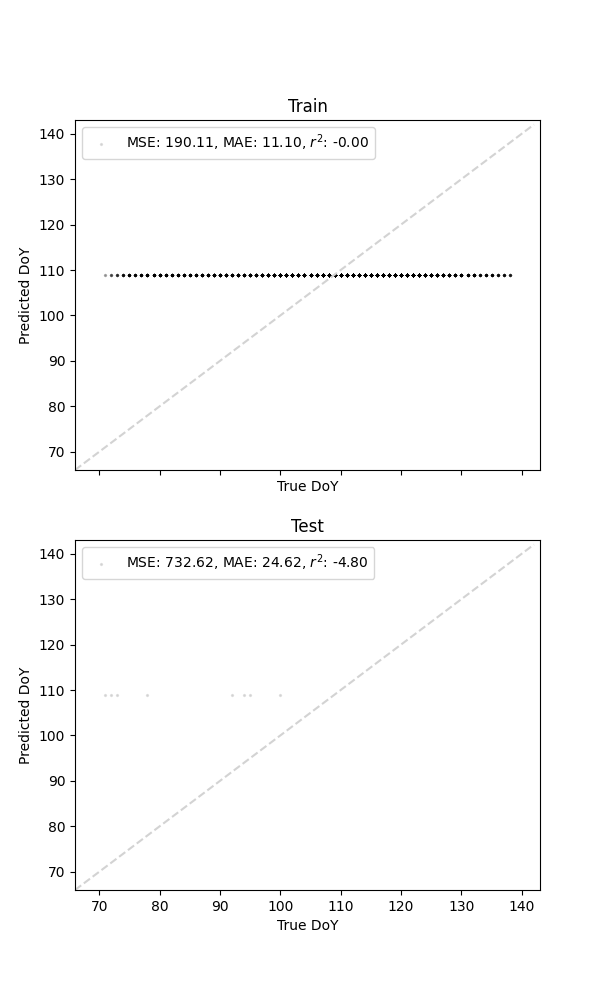 Train
MSE: 190.11, MAE: 11.10, r²: -0.00
140
130
120
110
100
90
80
70
Predicted DoY
True DoY
Test
MSE: 732.62, MAE: 24.62, r²: -4.80
140
130
120
110
100
90
80
70
Predicted DoY
70 80 90 100 110 120 130 140
True DoY